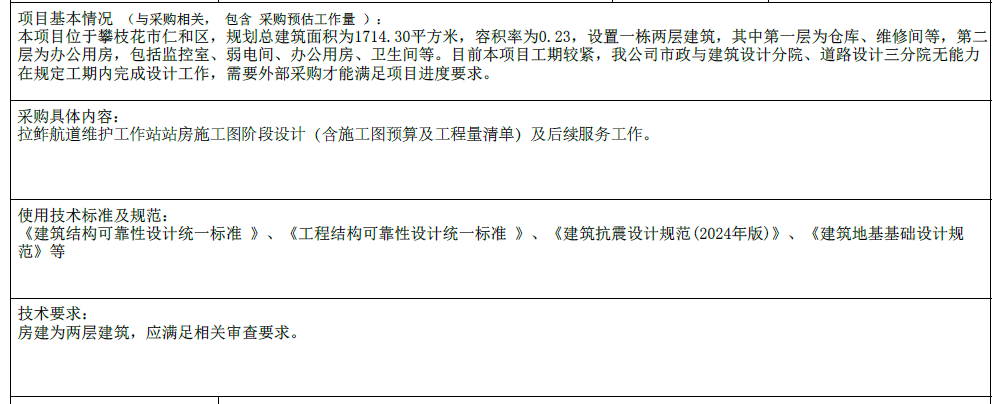 项目基本情况 （与采购相关， 包含 采购预估工作量 ）：
本项目位于攀枝花市仁和区，规划总建筑面积为1714.30平方米，容积率为0.23，设置一栋两层建筑，其中第一层为仓库、维修间等，第二
层为办公用房，包括监控室、弱电间、办公用房、卫生间等。目前本项目工期较紧，我公司市政与建筑设计分院、道路设计三分院无能力
在规定工期内完成设计工作，需要外部采购才能满足项目进度要求。
采购具体内容：
拉鲊航道维护工作站站房施工图阶段设计（含施工图预算及工程量清单）及后续服务工作。
使用技术标准及规范：
《建筑结构可靠性设计统一标准 》、《工程结构可靠性设计统一标准 》、《建筑抗震设计规范(2024年版)》、《建筑地基基础设计规
范》等
技术要求：
房建为两层建筑，应满足相关审查要求。